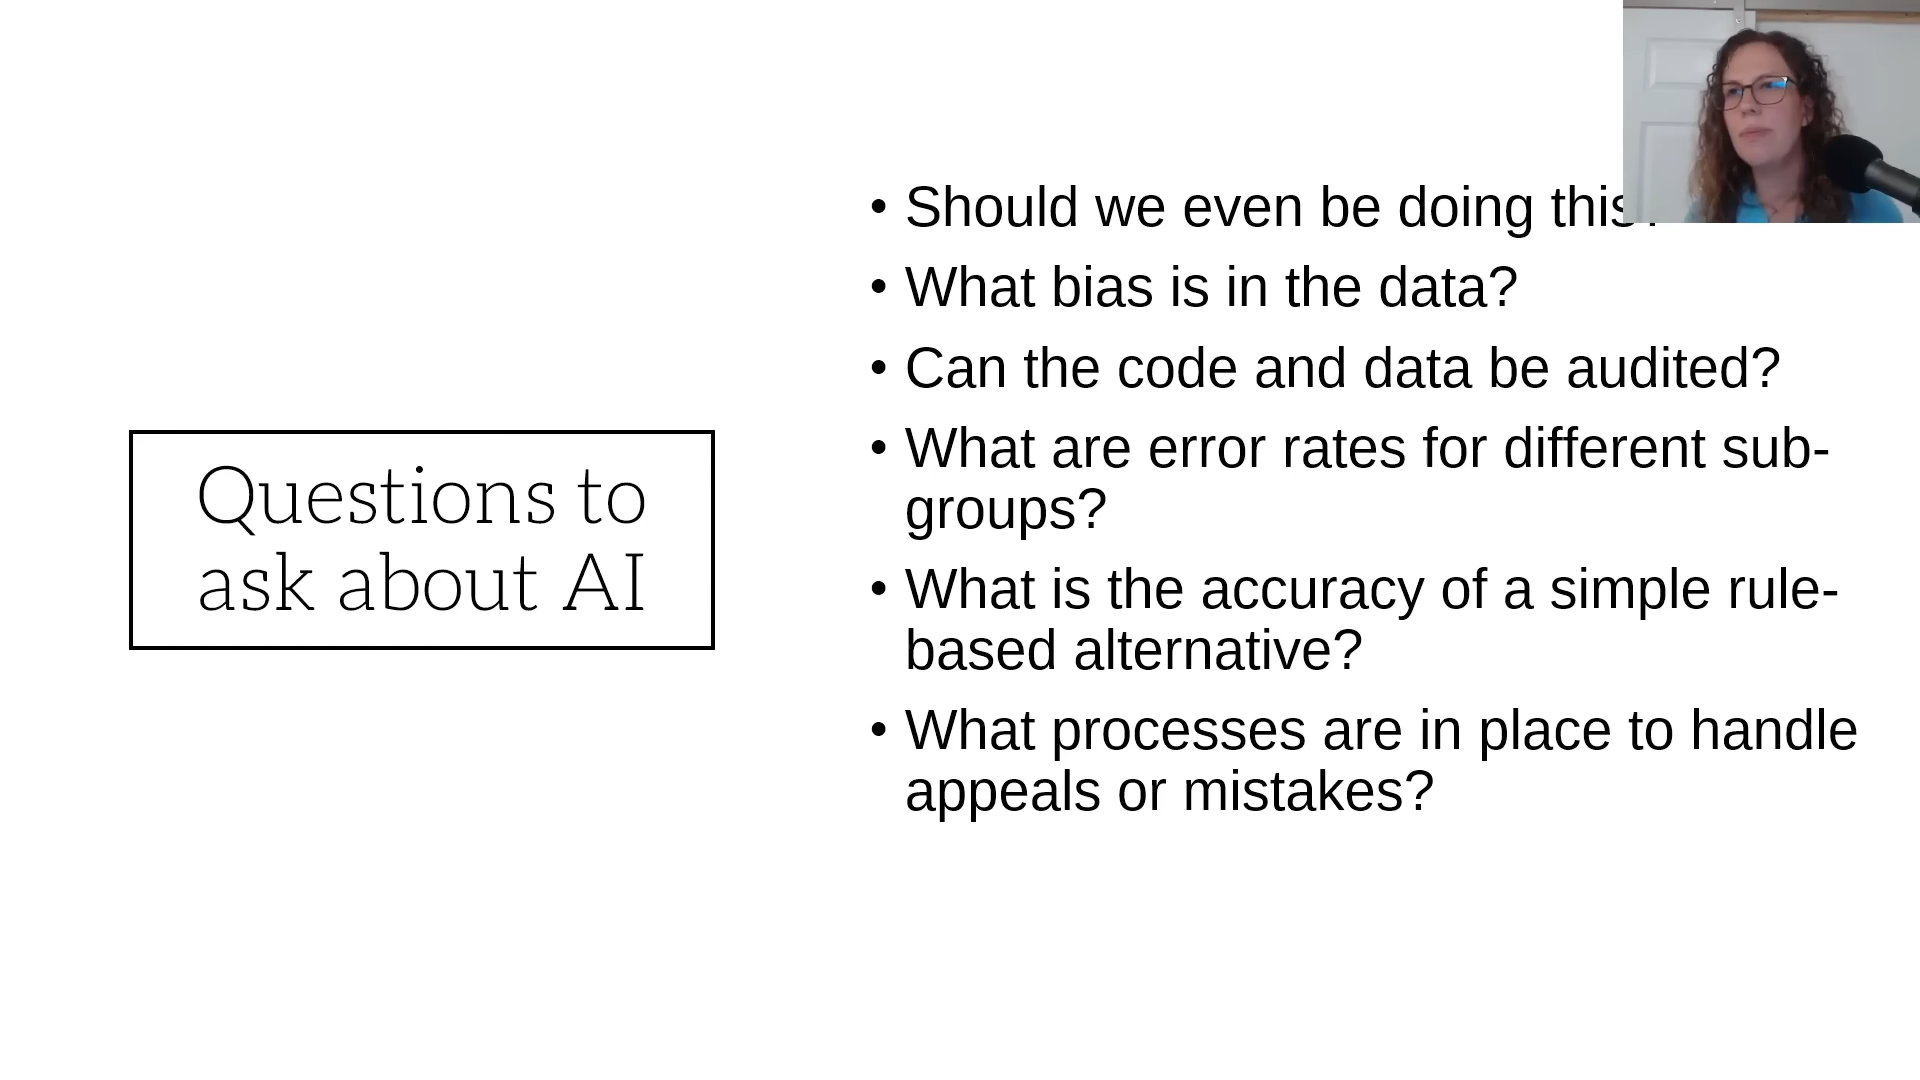 Questions to
ask about AI
• Should we even be doing this?
• What bias is in the data?
• Can the code and data be audited?
• What are error rates for different sub-
groups?
• What is the accuracy of a simple rule-
based alternative?
• What processes are in place to handle
appeals or mistakes?